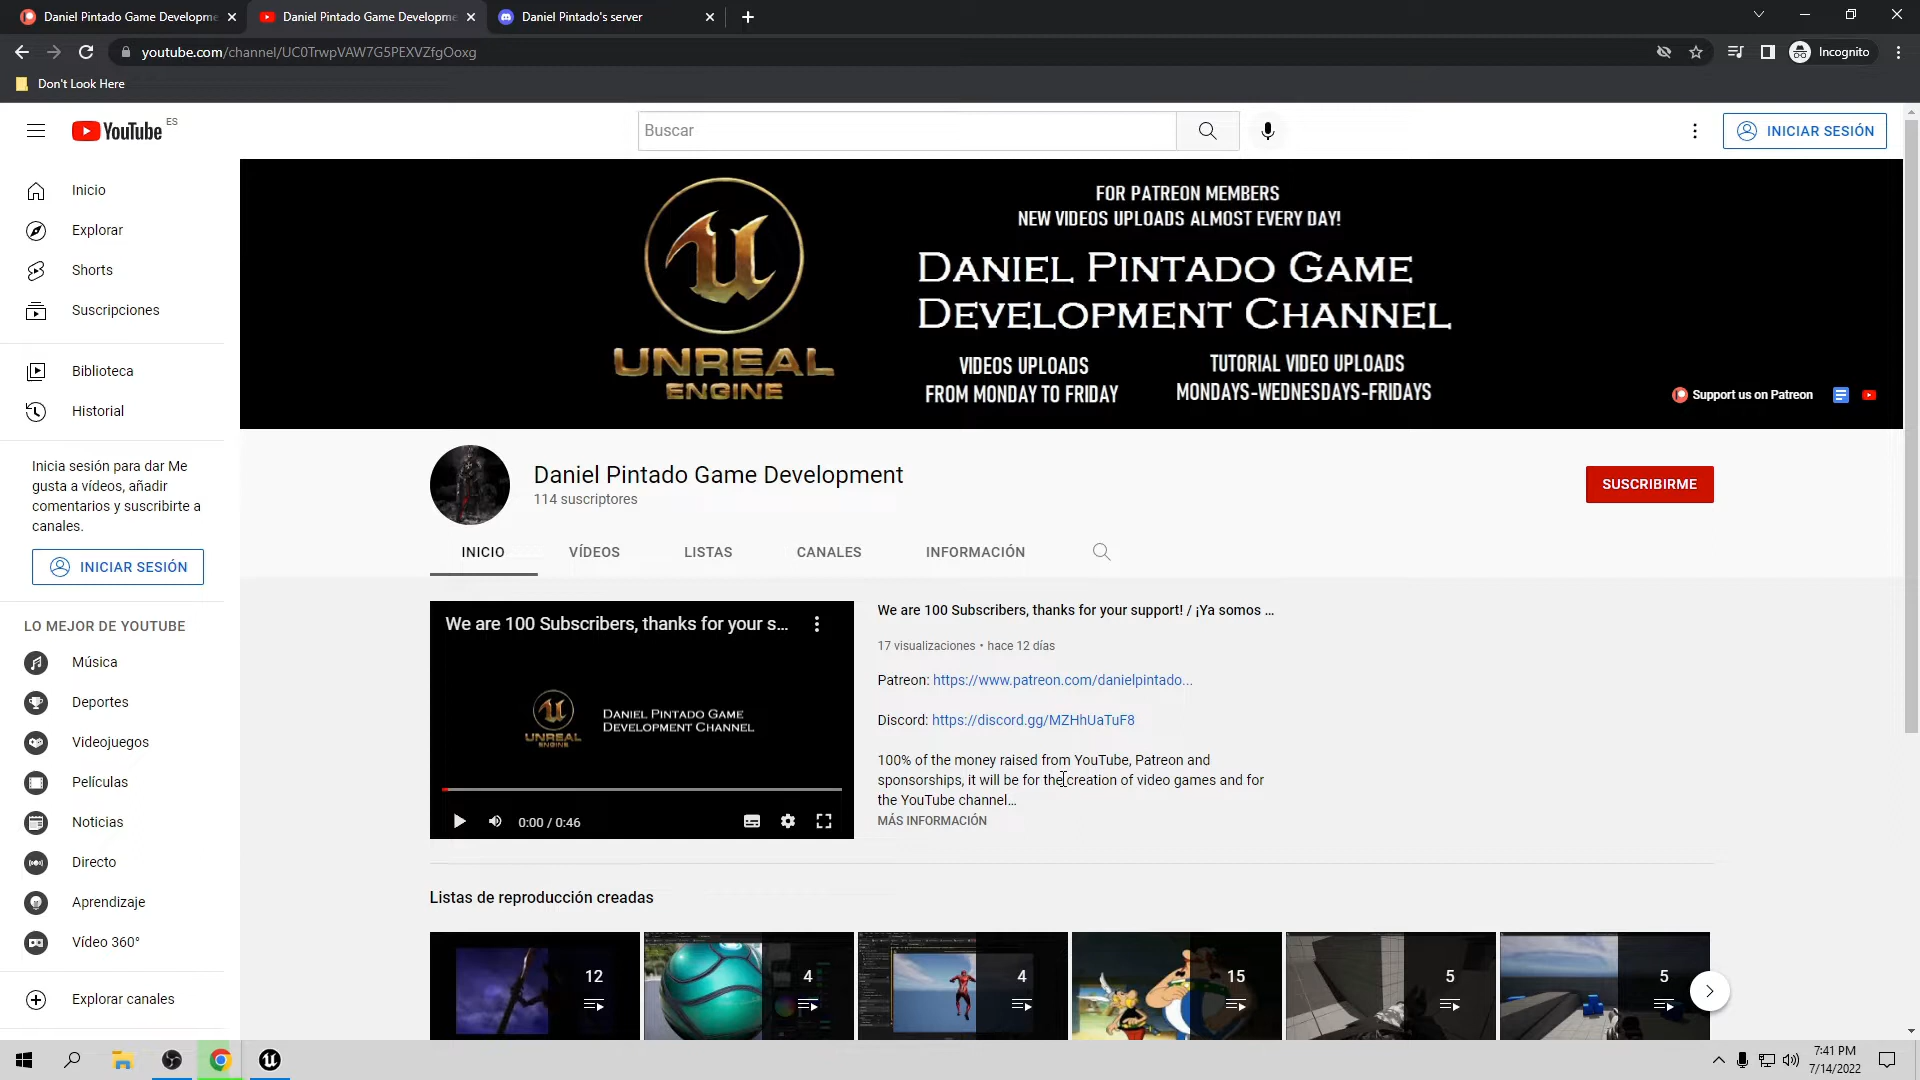 Daniel Pintado Game Developme
Daniel Pintado Game Developme
Daniel Pintado's server
youtube.com/channel/UC0TrwpVAW7G5PEXVZfgOoxg
Incognito
Don't Look Here
YouTube ES
Buscar
INICIAR SESIÓN
Inicio
Explorar
Shorts
Suscripciones
Biblioteca
Historial
Inicia sesión para dar Me
gusta a vídeos, añadir
comentarios y suscribirte a
canales.
INICIAR SESIÓN
LO MEJOR DE YOUTUBE
Música
Deportes
Videojuegos
Películas
Noticias
Directo
Aprendizaje
Vídeo 360°
Explorar canales
UNREAL
ENGINE
FOR PATREON MEMBERS
NEW VIDEOS UPLOADS ALMOST EVERY DAY!
DANIEL PINTADO GAME
DEVELOPMENT CHANNEL
VIDEOS UPLOADS
FROM MONDAY TO FRIDAY
TUTORIAL VIDEO UPLOADS
MONDAYS-WEDNESDAYS-FRIDAYS
Support us on Patreon
Daniel Pintado Game Development
114 suscriptores
SUSCRIBIRME
INICIO
VÍDEOS
LISTAS
CANALES
INFORMACIÓN
We are 100 Subscribers, thanks for your s...
UNREAL
ENGINE
DANIEL PINTADO GAME
DEVELOPMENT CHANNEL
0:00 / 0:46
We are 100 Subscribers, thanks for your support! / ¡Ya somos ...
17 visualizaciones • hace 12 días
Patreon: https://www.patreon.com/danielpintado...
Discord: https://discord.gg/MZHhUaTuF8
100% of the money raised from YouTube, Patreon and
sponsorships, it will be for the creation of video games and for
the YouTube channel...
MÁS INFORMACIÓN
Listas de reproducción creadas
12
4
4
15
5
5
7:41 PM
7/14/2022